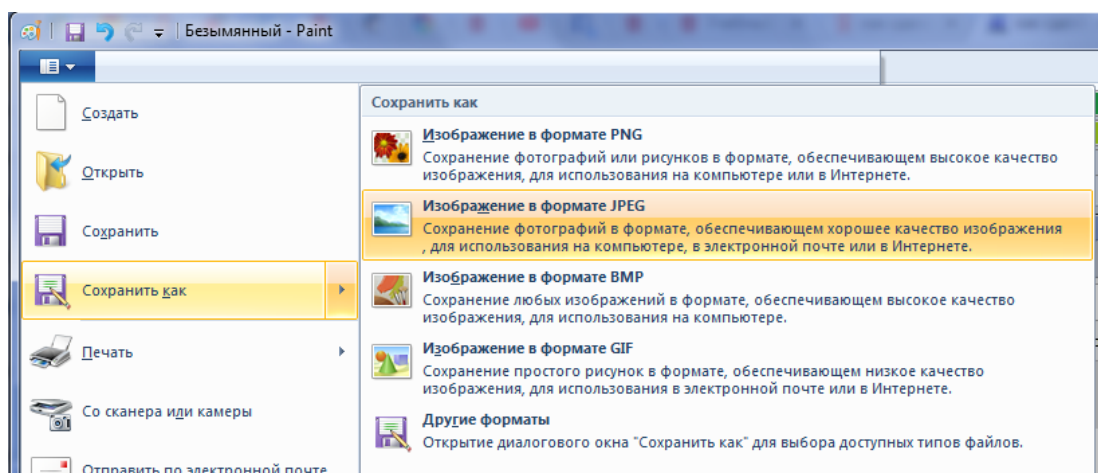 Безымянный - Paint
Создать
Открыть
Сохранить
Сохранить как
Печать
Со сканера или камеры
Отправить по электронной почте
Сохранить как
Изображение в формате PNG
Сохранение фотографий или рисунков в формате, обеспечивающем высокое качество
изображения, для использования на компьютере или в Интернете.
Изображение в формате JPEG
Сохранение фотографий в формате, обеспечивающем хорошее качество изображения
, для использования на компьютере, в электронной почте или в Интернете.
Изображение в формате BMP
Сохранение любых изображений в формате, обеспечивающем высокое качество
изображения, для использования на компьютере.
Изображение в формате GIF
Сохранение простого рисунок в формате, обеспечивающем низкое качество
изображения, для использования в электронной почте или в Интернете.
Другие форматы
Открытие диалогового окна "Сохранить как" для выбора доступных типов файлов.